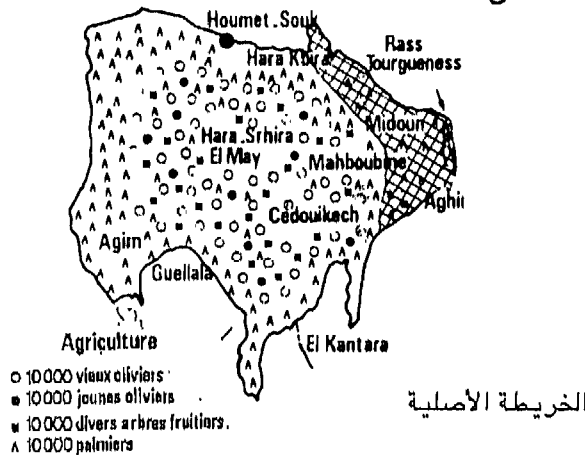 Houmet.Souk
Hara Kbira
Rass
Tourgueness
Midoun
Hara.Srhira
El May
Mahboubine
Cedouikech
Aghir
Agim
Guellala
El Kantara
Agriculture
10 000 vieux oliviers
10 000 jeunes oliviers
10 000 divers arbres fruitiers.
10 000 palmiers
الخريطة الأصلية